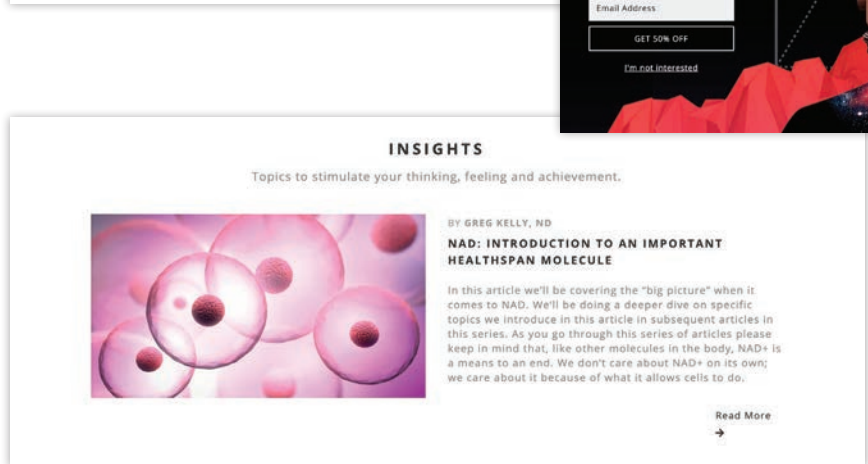 Email Address
GET 50% OFF
I'm not interested
INSIGHTS
Topics to stimulate your thinking, feeling and achievement.
BY GREG KELLY, ND
NAD: INTRODUCTION TO AN IMPORTANT
HEALTHSPAN MOLECULE
In this article we'll be covering the "big picture" when it
comes to NAD. We'll be doing a deeper dive on specific
topics we introduce in this article in subsequent articles in
this series. As you go through this series of articles please
keep in mind that, like other molecules in the body, NAD+ is
a means to an end. We don't care about NAD+ on its own;
we care about it because of what it allows cells to do.
Read More
→